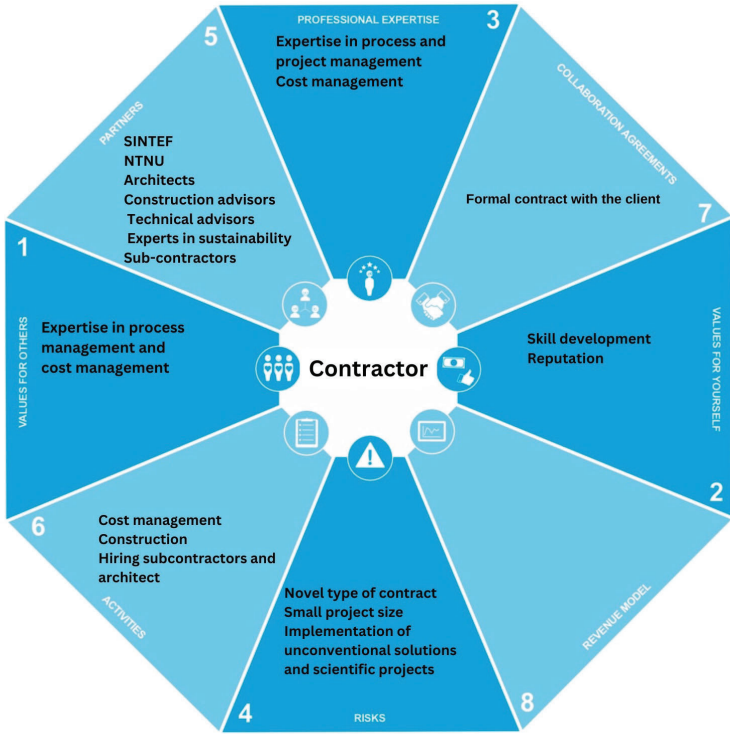 5
PROFESSIONAL EXPERTISE
3
Expertise in process and
project management
Cost management
PARTNERS
SINTEF
NTNU
Architects
Construction advisors
Technical advisors
Experts in sustainability
Sub-contractors
COLLABORATION AGREEMENTS
Formal contract with the client
7
1
VALUES FOR OTHERS
Expertise in process
management and
cost management
Contractor
Skill development
Reputation
VALUES FOR YOURSELF
2
6
Cost management
Construction
Hiring subcontractors and
architect
ACTIVITIES
Novel type of contract
Small project size
Implementation of
unconventional solutions
and scientific projects
4
RISKS
REVENUE MODEL
8